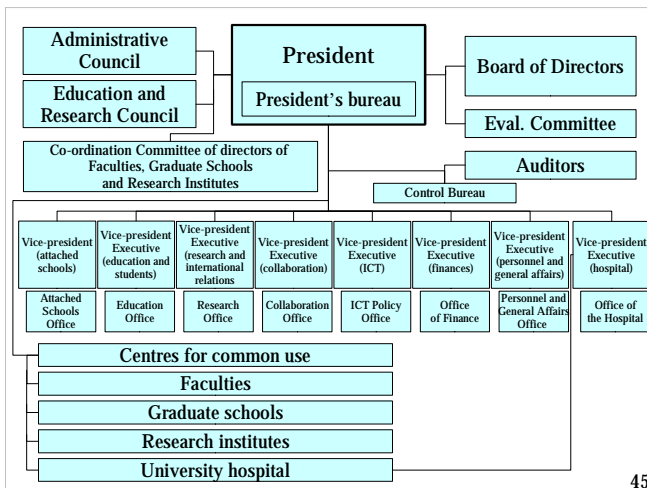 Administrative
Council
Education and
Research Council
President
President's bureau
Board of Directors
Eval. Committee
Co-ordination Committee of directors of
Faculties, Graduate Schools
and Research Institutes
Auditors
Control Bureau
Vice-president
(attached
schools)
Vice-president
Executive
(education and
students)
Vice-president
Executive
(research and
international
relations
Vice-president
Executive
(collaboration)
Vice-president
Executive
(ICT)
Vice-president
Executive
(finances)
Vice-president
Executive
(personnel and
general affairs)
Vice-president
Executive
(hospital)
Attached
Schools
Office
Education
Office
Research
Office
Collaboration
Office
ICT Policy
Office
Office
of Finance
Personnel and
General Affairs
Office
Office of
the Hospital
Centres for common use
Faculties
Graduate schools
Research institutes
University hospital
45